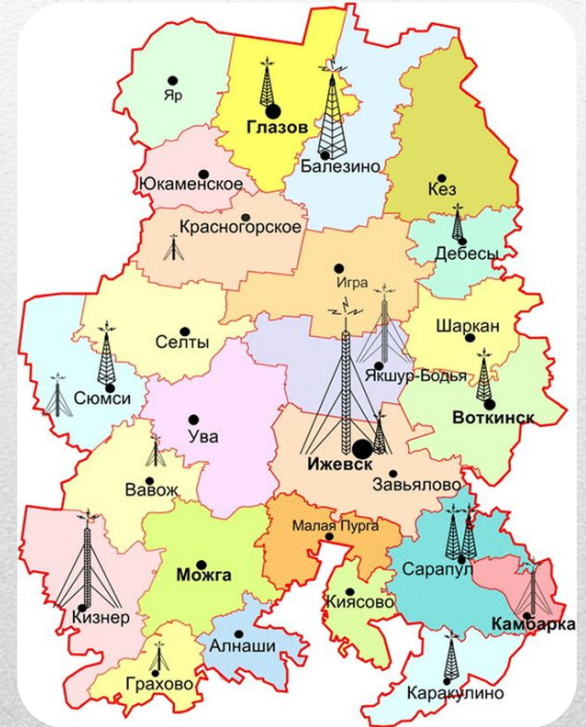 Яр
Глазов
Балезино
Юкаменское
Кез
Красногорское
Дебесы
Игра
Шаркан
Селты
Якшур-Бодья
Сюмси
Воткинск
Ува
Ижевск
Завьялово
Вавож
Малая Пурга
Сарапул
Можга
Киясово
Кизнер
Камбарка
Алнаши
Грахово
Каракулино